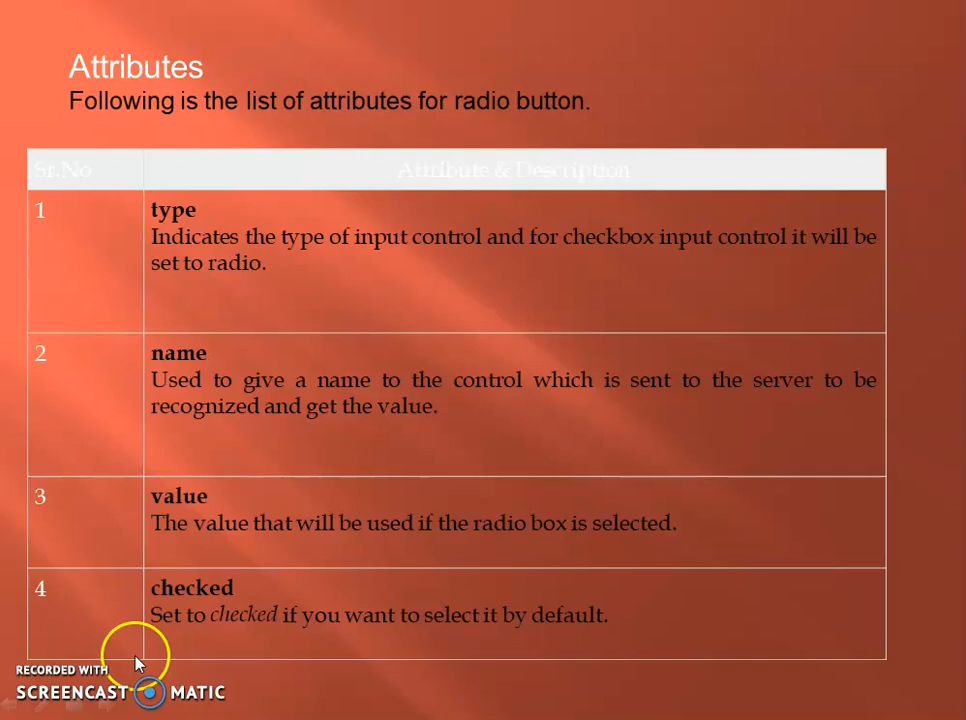 Attributes
Following is the list of attributes for radio button.
Sr.No
Attribute & Description
1
type
Indicates the type of input control and for checkbox input control it will be
set to radio.
2
name
Used to give a name to the control which is sent to the server to be
recognized and get the value.
3
value
The value that will be used if the radio box is selected.
4
checked
Set to checked if you want to select it by default.
RECORDED WITH
SCREENCAST MATIC